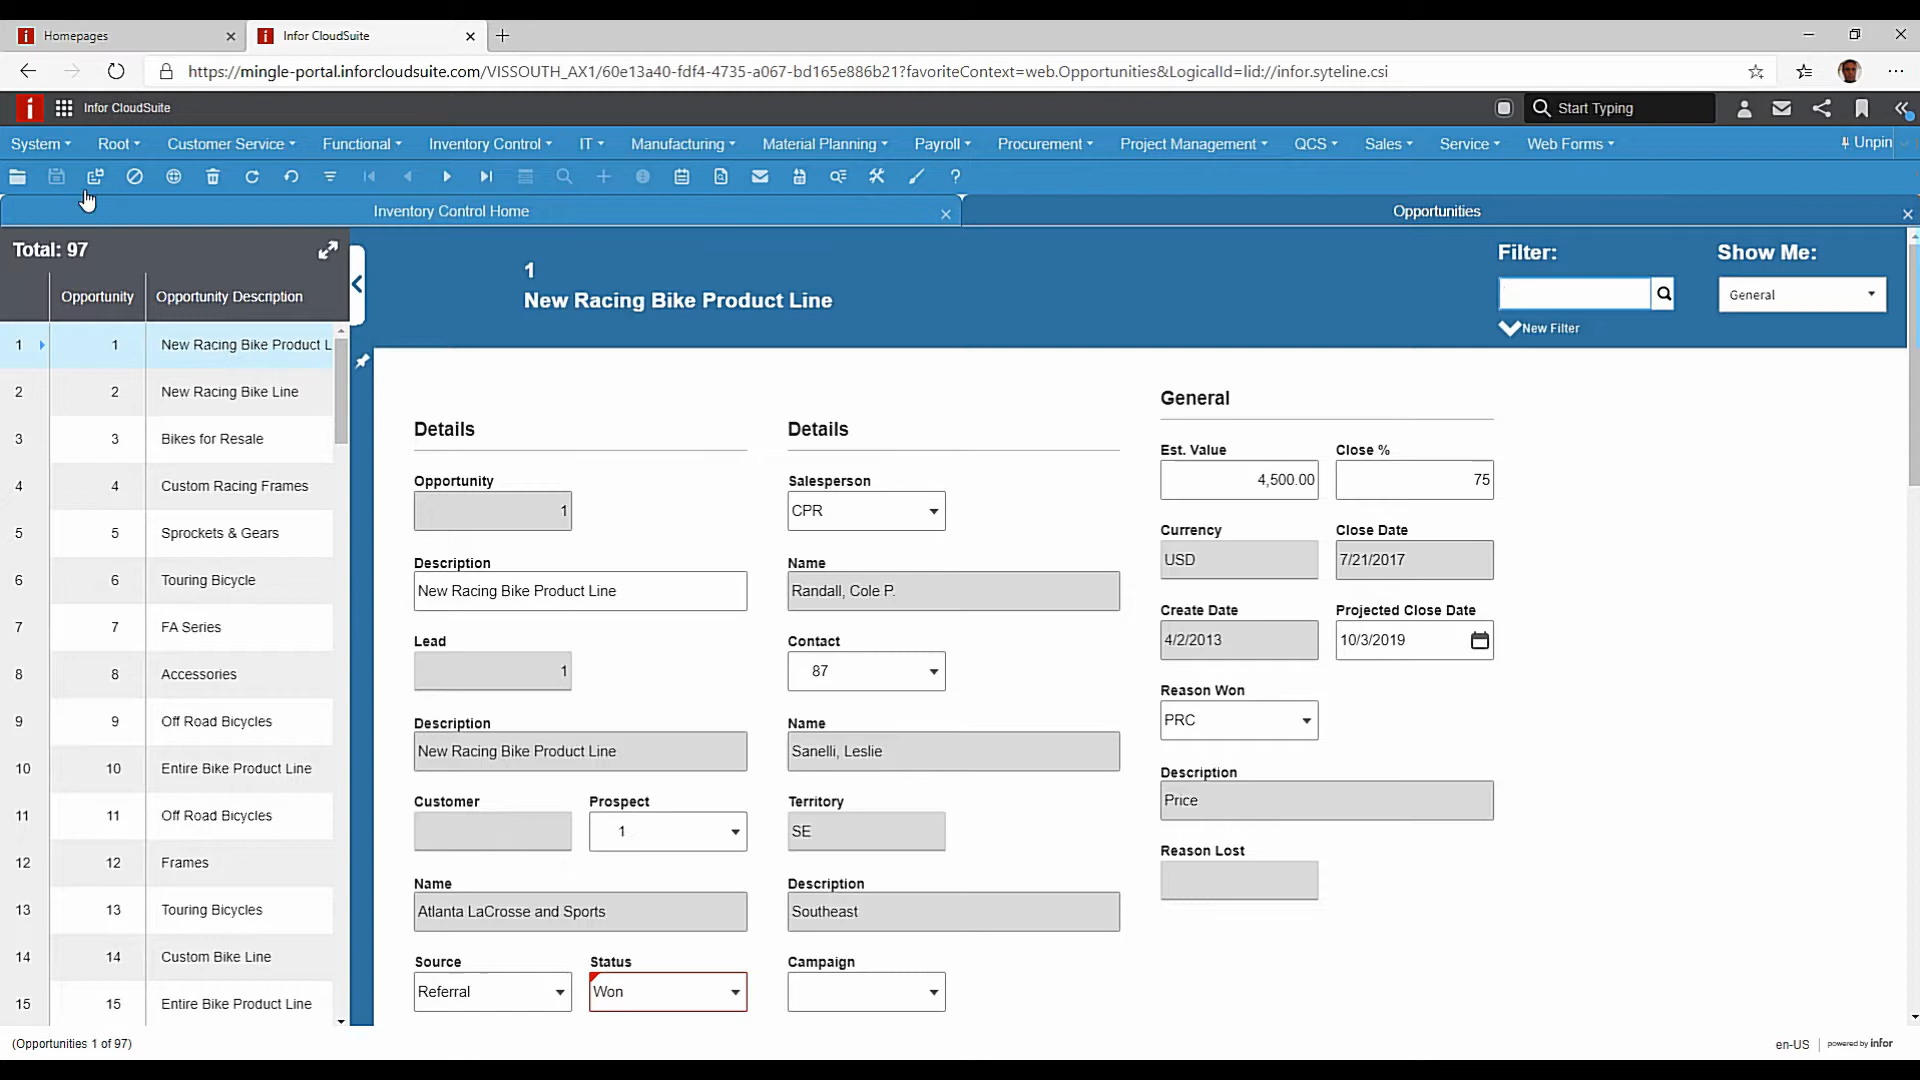 Homepages
Infor CloudSuite
https://mingle-portal.inforcloudsuite.com/VISSOUTH_AX1/60e13a40-fdf4-4735-a067-bd165e886b21?favoriteContext=web.Opportunities&LogicalId=lid://infor.syteline.csi
Infor CloudSuite
Start Typing
System Root Customer Service Functional Inventory Control IT Manufacturing Material Planning Payroll Procurement Project Management QCS Sales Service Web Forms Unpin
Inventory Control Home
Opportunities
Total: 97
Opportunity Opportunity Description
1 1 New Racing Bike Product L
2 2 New Racing Bike Line
3 3 Bikes for Resale
4 4 Custom Racing Frames
5 5 Sprockets & Gears
6 6 Touring Bicycle
7 7 FA Series
8 8 Accessories
9 9 Off Road Bicycles
10 10 Entire Bike Product Line
11 11 Off Road Bicycles
12 12 Frames
13 13 Touring Bicycles
14 14 Custom Bike Line
15 15 Entire Bike Product Line
1
New Racing Bike Product Line
Filter:
New Filter
Show Me:
General
Details
Opportunity
1
Description
New Racing Bike Product Line
Lead
1
Description
New Racing Bike Product Line
Customer Prospect
1
Name
Atlanta LaCrosse and Sports
Source Status
Referral Won
Details
Salesperson
CPR
Name
Randall, Cole P.
Contact
87
Name
Sanelli, Leslie
Territory
SE
Description
Southeast
Campaign
General
Est. Value Close %
4,500.00 75
Currency Close Date
USD 7/21/2017
Create Date Projected Close Date
4/2/2013 10/3/2019
Reason Won
PRC
Description
Price
Reason Lost
(Opportunities 1 of 97)
en-US powered by infor